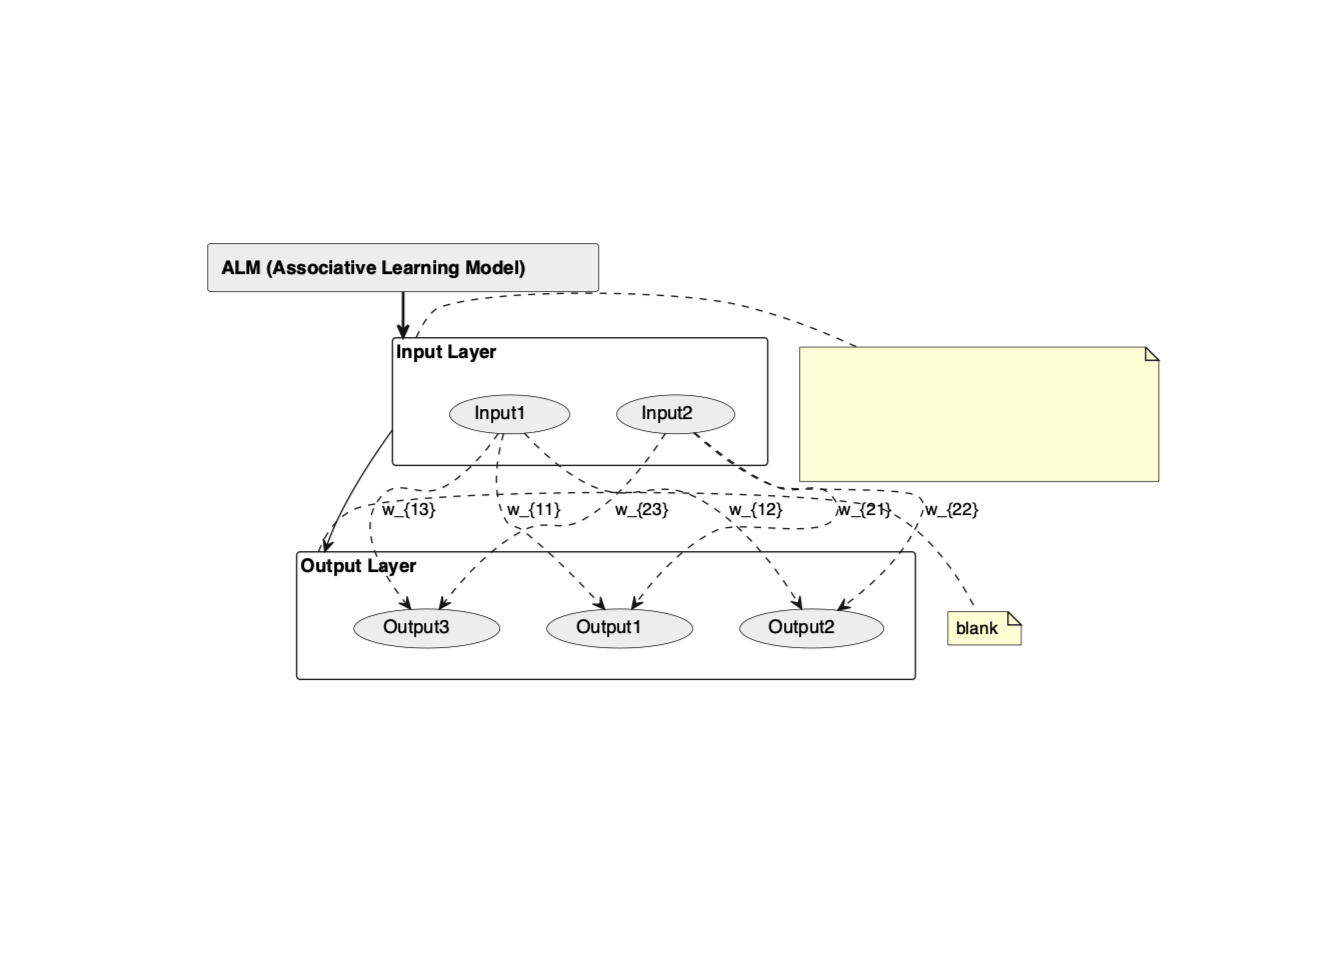 ALM (Associative Learning Model)
Input Layer
Input1
Input2
w_{13}
w_{11}
w_{23}
w_{12}
w_{21}
w_{22}
Output Layer
Output3
Output1
Output2
blank